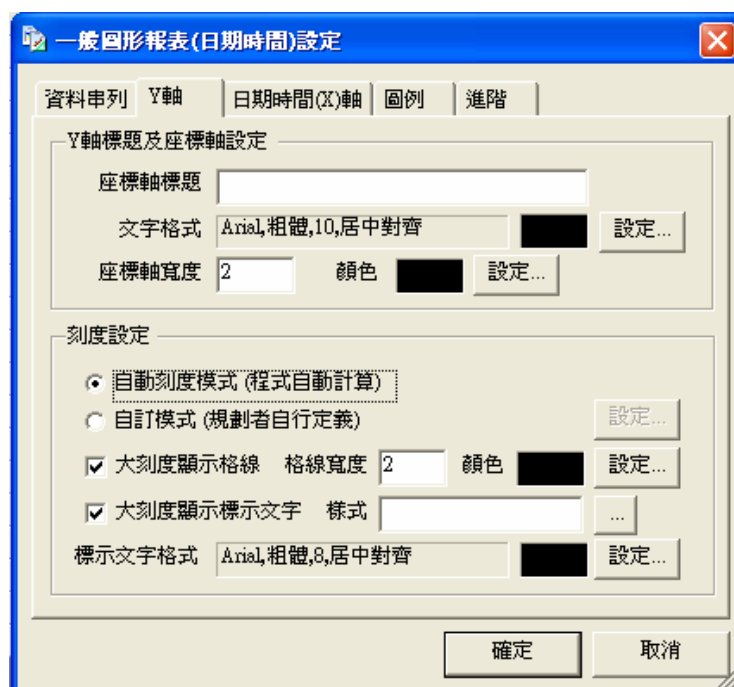 一般圖形報表(日期時間)設定
資料串列 Y軸 日期時間(X)軸 圖例 進階
Y軸標題及座標軸設定
座標軸標題
文字格式 Arial,粗體,10,居中對齊 設定...
座標軸寬度 2 顏色 設定...
刻度設定
自動刻度模式 (程式自動計算)
自訂模式 (規劃者自行定義) 設定...
大刻度顯示格線 格線寬度 2 顏色 設定...
大刻度顯示標示文字 樣式 ...
標示文字格式 Arial,粗體,8,居中對齊 設定...
確定 取消